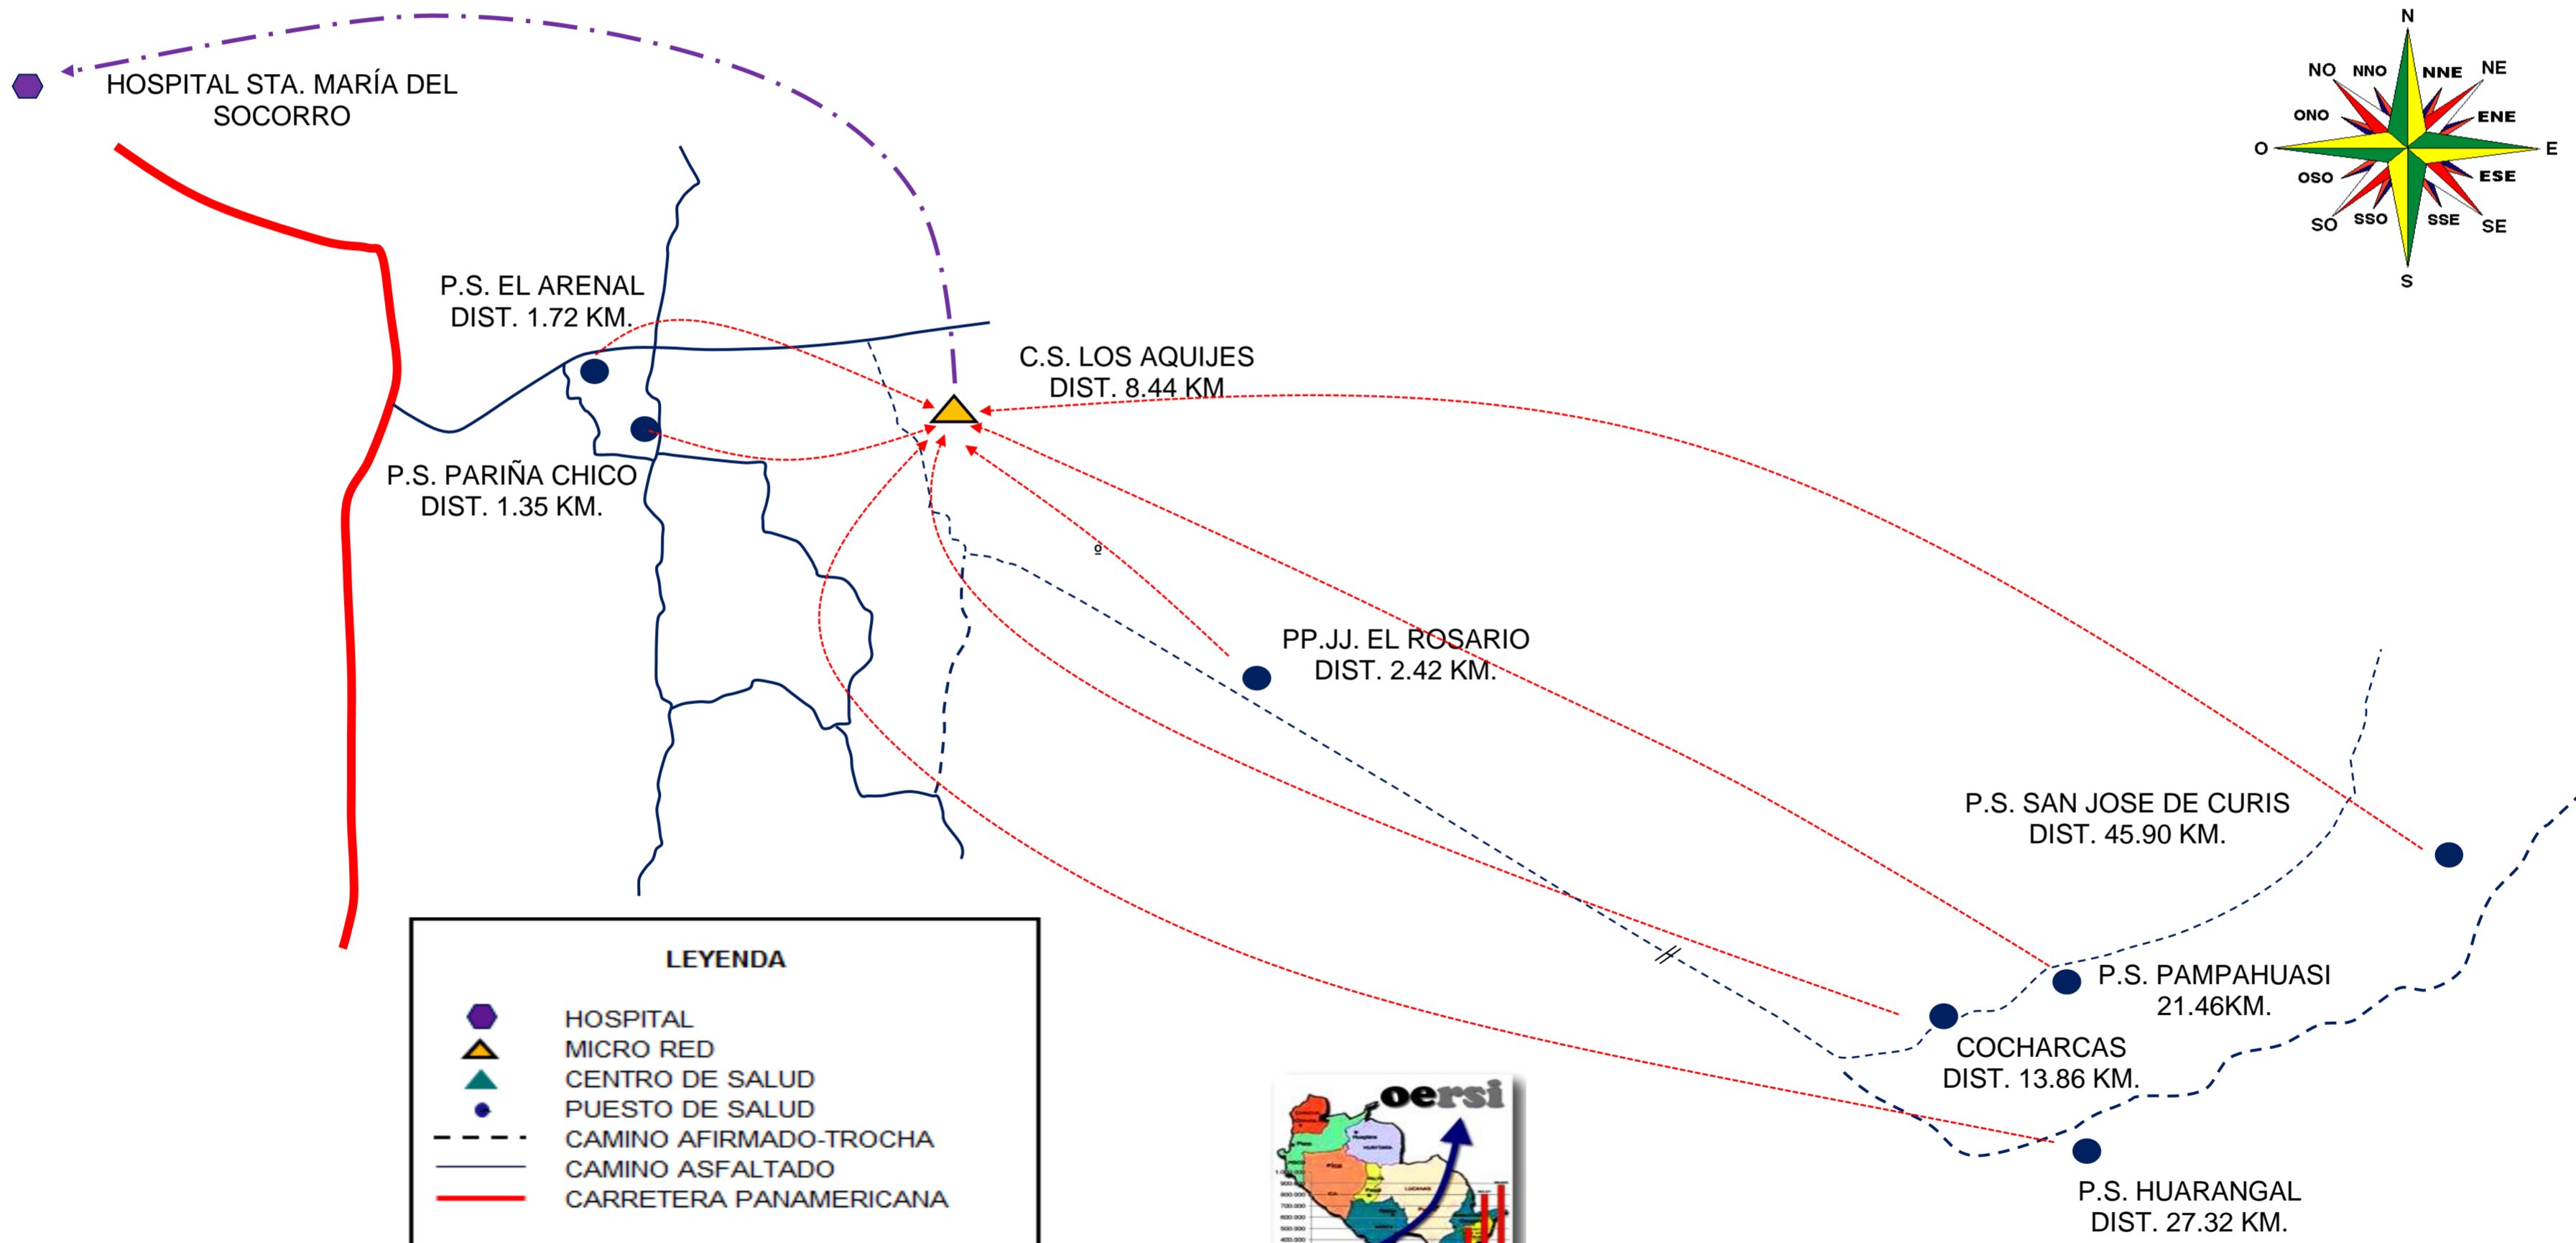 HOSPITAL STA. MARÍA DEL
SOCORRO
N
NO
NNO
NNE
NE
ONO
ENE
O
E
OSO
ESE
SO
SSO
SSE
SE
S
P.S. EL ARENAL
DIST. 1.72 KM.
C.S. LOS AQUIJES
DIST. 8.44 KM
P.S. PARIÑA CHICO
DIST. 1.35 KM.
º
PP.JJ. EL ROSARIO
DIST. 2.42 KM.
P.S. SAN JOSE DE CURIS
DIST. 45.90 KM.
P.S. PAMPAHUASI
21.46KM.
COCHARCAS
DIST. 13.86 KM.
P.S. HUARANGAL
DIST. 27.32 KM.
LEYENDA
HOSPITAL
MICRO RED
CENTRO DE SALUD
PUESTO DE SALUD
CAMINO AFIRMADO-TROCHA
CAMINO ASFALTADO
CARRETERA PANAMERICANA
oersi